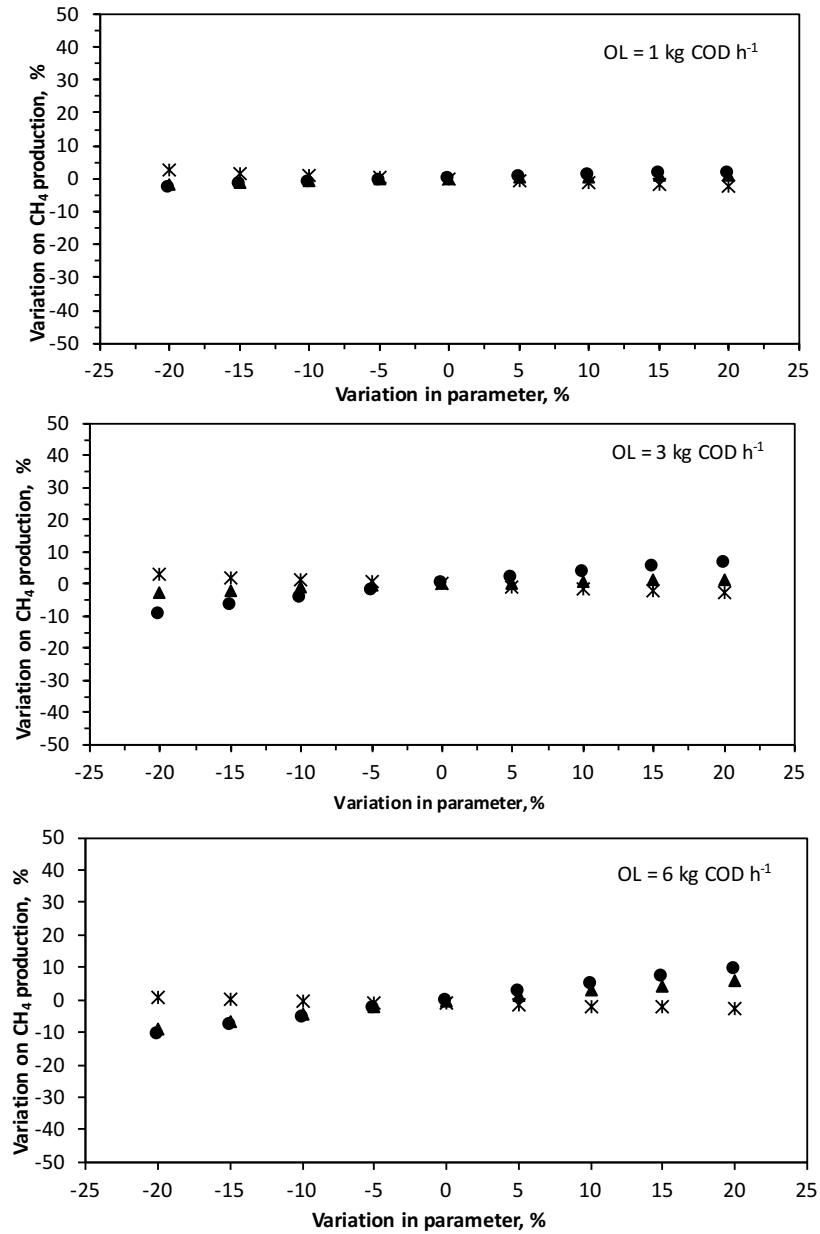 50
40
30
20
10
0
-10
-20
-30
-40
-50
Variation on CH₄ production, %
OL = 1 kg COD h⁻¹
-25 -20 -15 -10 -5 0 5 10 15 20 25
Variation in parameter, %
50
40
30
20
10
0
-10
-20
-30
-40
-50
Variation on CH₄ production, %
OL = 3 kg COD h⁻¹
-25 -20 -15 -10 -5 0 5 10 15 20 25
Variation in parameter, %
50
40
30
20
10
0
-10
-20
-30
-40
-50
Variation on CH₄ production, %
OL = 6 kg COD h⁻¹
-25 -20 -15 -10 -5 0 5 10 15 20 25
Variation in parameter, %